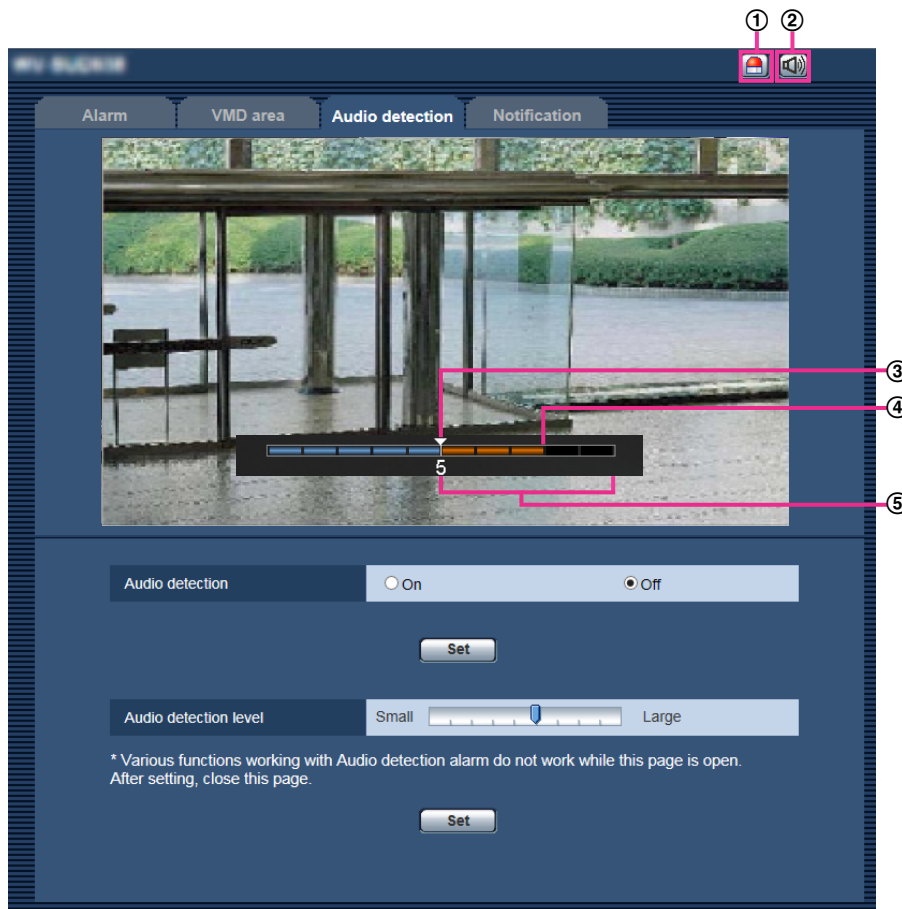 ① ②
Alarm VMD area Audio detection Notification
③
④
5
⑤
Audio detection On Off
Set
Audio detection level Small Large
* Various functions working with Audio detection alarm do not work while this page is open.
After setting, close this page.
Set